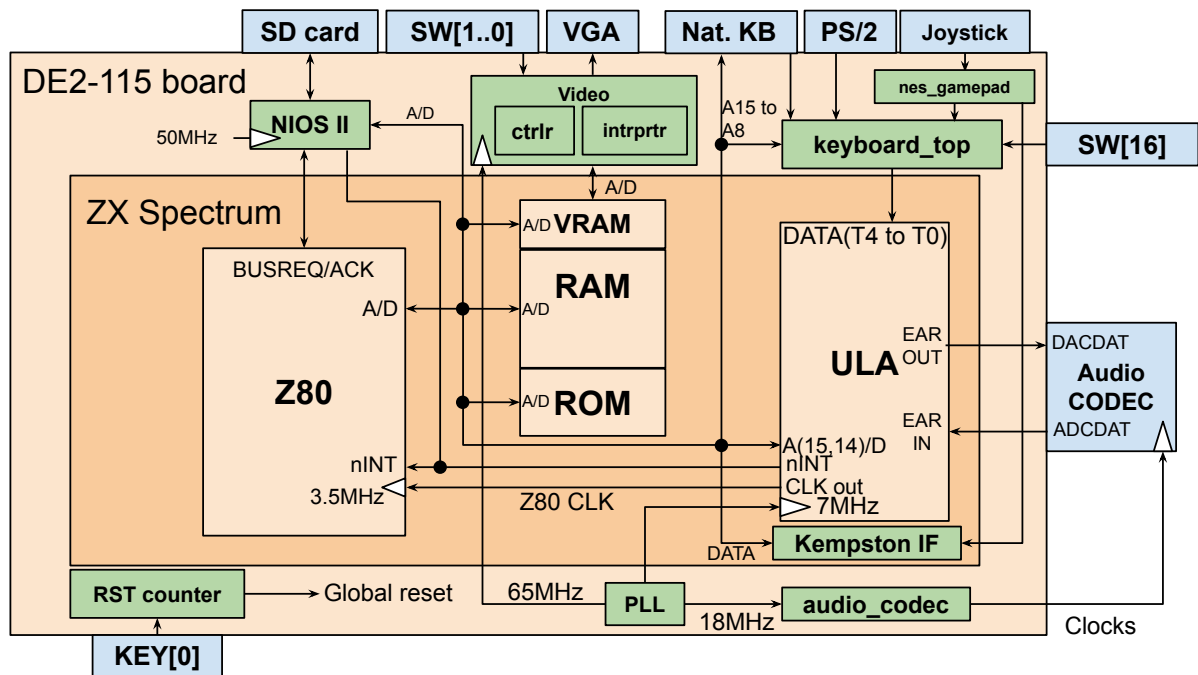 SD card
SW[1..0]
VGA
Nat. KB
PS/2
Joystick
DE2-115 board
Video
nes_gamepad
NIOS II
A/D
ctrlr
intrprtr
A15 to
A8
50MHz
keyboard_top
SW[16]
A/D
ZX Spectrum
A/D
VRAM
DATA(T4 to T0)
BUSREQ/ACK
A/D
A/D
RAM
EAR
OUT
DACDAT
ULA
Audio
CODEC
Z80
A/D
ROM
EAR
IN
ADCDAT
A(15,14)/D
nINT
nINT
CLK out
3.5MHz
Z80 CLK
7MHz
DATA
Kempston IF
RST counter
Global reset
65MHz
PLL
18MHz
audio_codec
Clocks
KEY[0]